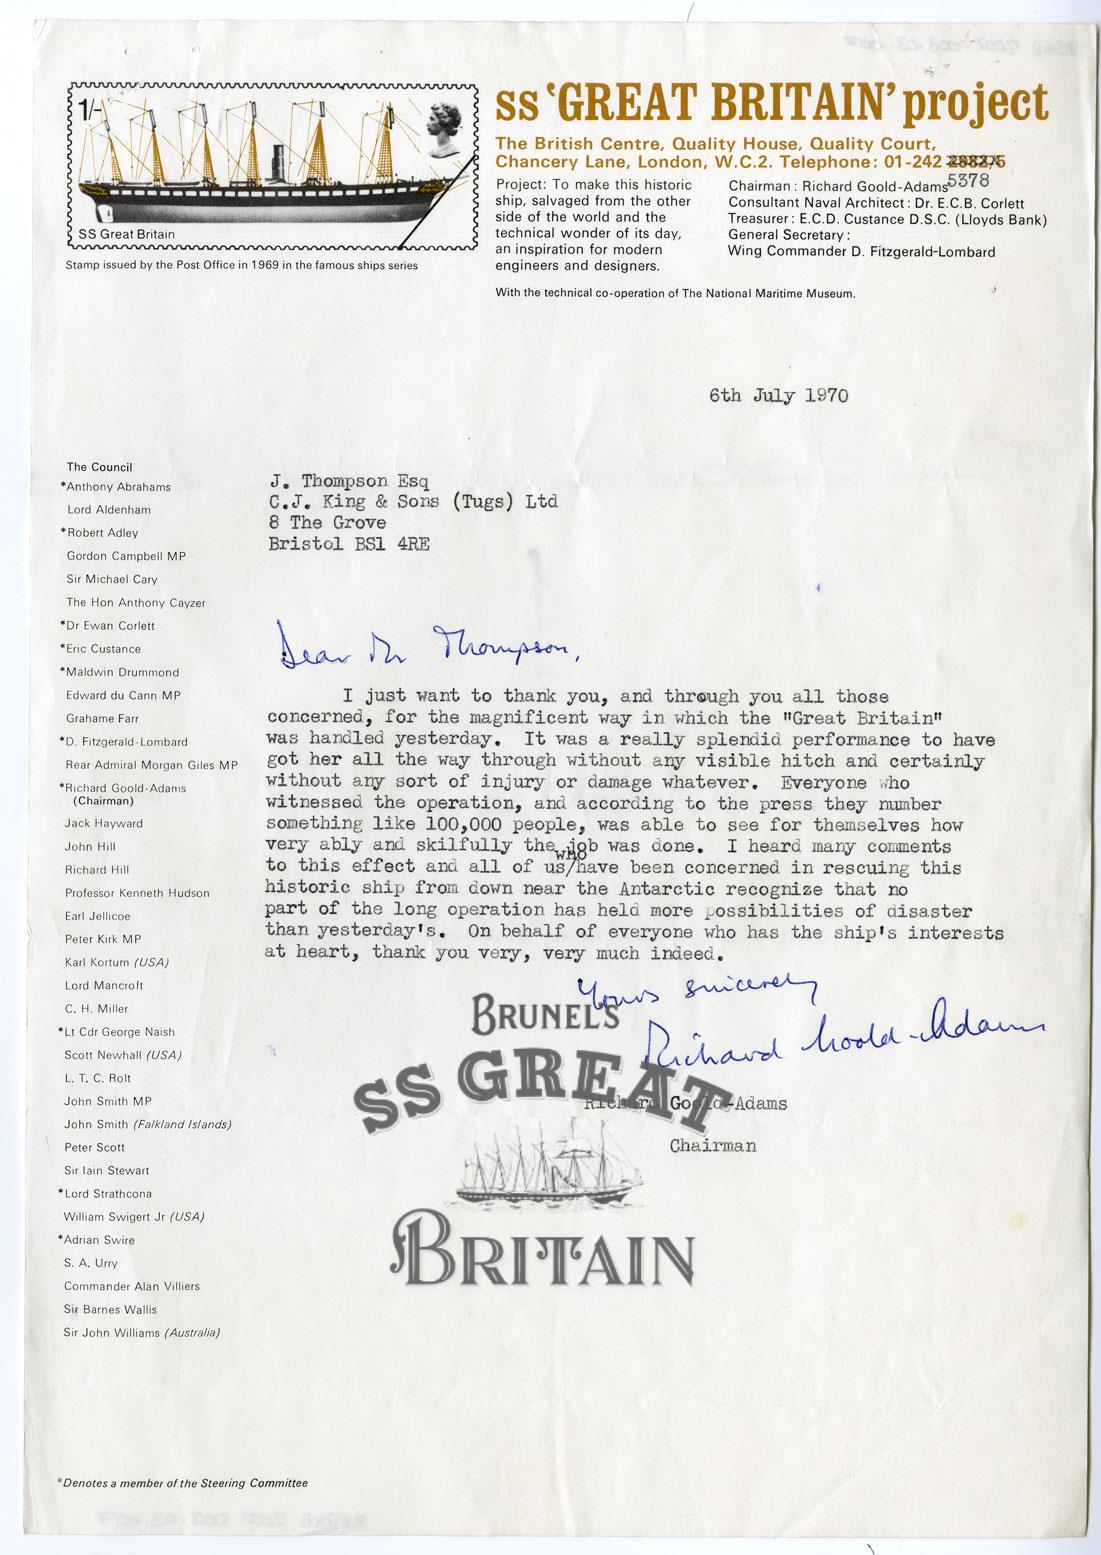 1/-
SS Great Britain
Stamp issued by the Post Office in 1969 in the famous ships series
ss 'GREAT BRITAIN' project
The British Centre, Quality House, Quality Court,
Chancery Lane, London, W.C.2. Telephone: 01-242
5378
Project: To make this historic
ship, salvaged from the other
side of the world and the
technical wonder of its day,
an inspiration for modern
engineers and designers.
Chairman: Richard Goold-Adams
Consultant Naval Architect: Dr. E.C.B. Corlett
Treasurer: E.C.D. Custance D.S.C. (Lloyds Bank)
General Secretary:
Wing Commander D. Fitzgerald-Lombard
With the technical co-operation of The National Maritime Museum.
6th July 1970
The Council
*Anthony Abrahams
Lord Aldenham
*Robert Adley
Gordon Campbell MP
Sir Michael Cary
The Hon Anthony Cayzer
*Dr Ewan Corlett
*Eric Custance
*Maldwin Drummond
Edward du Cann MP
Grahame Farr
*D. Fitzgerald-Lombard
Rear Admiral Morgan Giles MP
*Richard Goold-Adams
(Chairman)
Jack Hayward
John Hill
Richard Hill
Professor Kenneth Hudson
Earl Jellicoe
Peter Kirk MP
Karl Kortum (USA)
Lord Mancroft
C. H. Miller
*Lt Cdr George Naish
Scott Newhall (USA)
L. T. C. Rolt
John Smith MP
John Smith (Falkland Islands)
Peter Scott
Sir Iain Stewart
*Lord Strathcona
William Swigert Jr (USA)
*Adrian Swire
S. A. Urry
Commander Alan Villiers
Sir Barnes Wallis
Sir John Williams (Australia)
J. Thompson Esq
C.J. King & Sons (Tugs) Ltd
8 The Grove
Bristol BS1 4RE
Dear Mr Thompson,
I just want to thank you, and through you all those
concerned, for the magnificent way in which the "Great Britain"
was handled yesterday. It was a really splendid performance to have
got her all the way through without any visible hitch and certainly
without any sort of injury or damage whatever. Everyone who
witnessed the operation, and according to the press they number
something like 100,000 people, was able to see for themselves how
very ably and skilfully the job was done. I heard many comments
to this effect and all of us/who have been concerned in rescuing this
historic ship from down near the Antarctic recognize that no
part of the long operation has held more possibilities of disaster
than yesterday's. On behalf of everyone who has the ship's interests
at heart, thank you very, very much indeed.
Yours sincerely
Richard Goold-Adams
Richard Goold-Adams
Chairman
BRUNEL'S
SS GREAT
BRITAIN
*Denotes a member of the Steering Committee